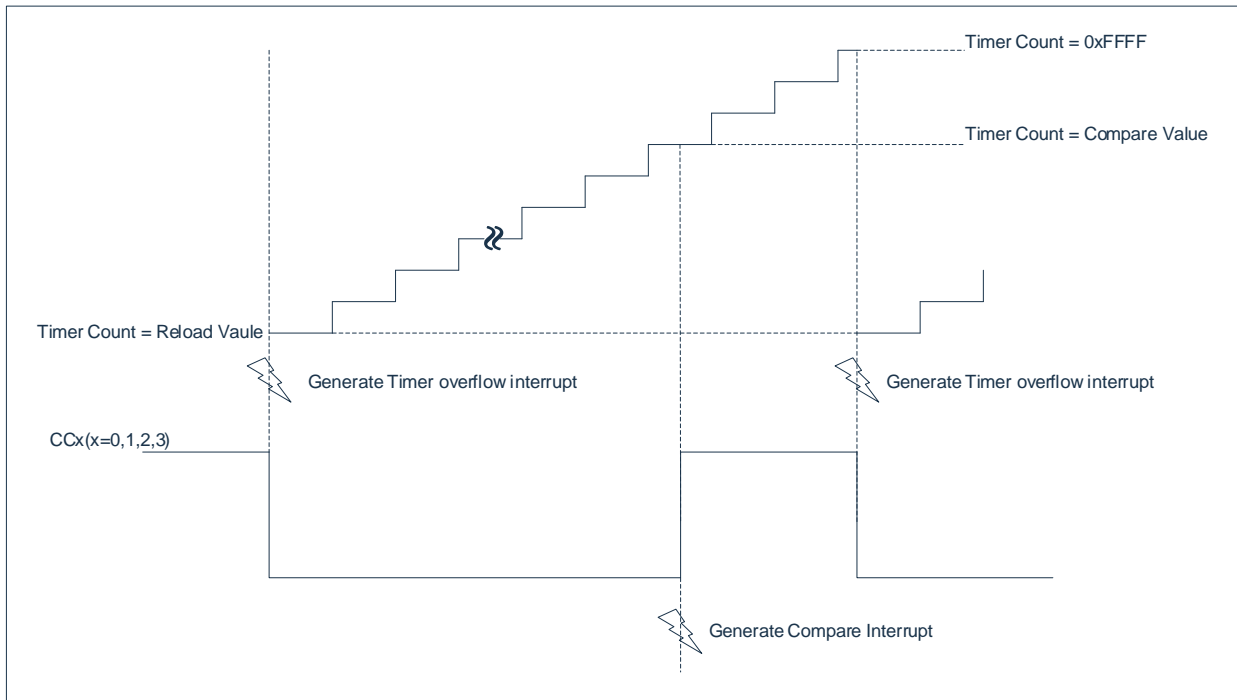 Timer Count = 0xFFFF
Timer Count = Compare Value
Timer Count = Reload Vaule
Generate Timer overflow interrupt
Generate Timer overflow interrupt
CCx(x=0,1,2,3)
Generate Compare Interrupt